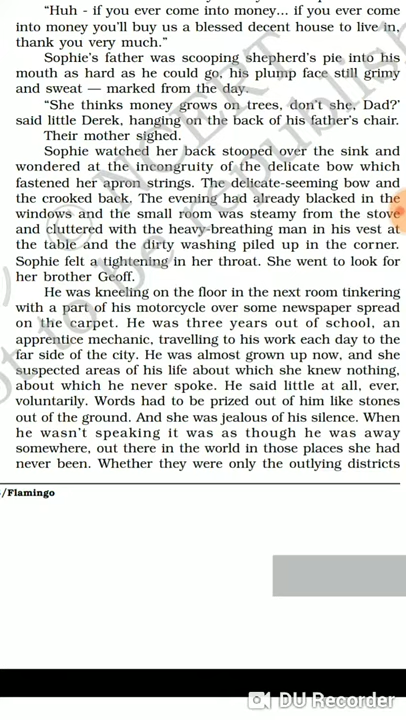 "Huh - if you ever come into money... if you ever come
into money you'll buy us a blessed decent house to live in,
thank you very much."
Sophie's father was scooping shepherd's pie into his
mouth as hard as he could go, his plump face still grimy
and sweat — marked from the day.
"She thinks money grows on trees, don't she, Dad?'
said little Derek, hanging on the back of his father's chair.
Their mother sighed.
Sophie watched her back stooped over the sink and
wondered at the incongruity of the delicate bow which
fastened her apron strings. The delicate-seeming bow and
the crooked back. The evening had already blacked in the
windows and the small room was steamy from the stove
and cluttered with the heavy-breathing man in his vest at
the table and the dirty washing piled up in the corner.
Sophie felt a tightening in her throat. She went to look for
her brother Geoff.
He was kneeling on the floor in the next room tinkering
with a part of his motorcycle over some newspaper spread
on the carpet. He was three years out of school, an
apprentice mechanic, travelling to his work each day to the
far side of the city. He was almost grown up now, and she
suspected areas of his life about which she knew nothing,
about which he never spoke. He said little at all, ever,
voluntarily. Words had to be prized out of him like stones
out of the ground. And she was jealous of his silence. When
he wasn't speaking it was as though he was away
somewhere, out there in the world in those places she had
never been. Whether they were only the outlying districts
/Flamingo
© NCERT
not to be republish
DU Recorder